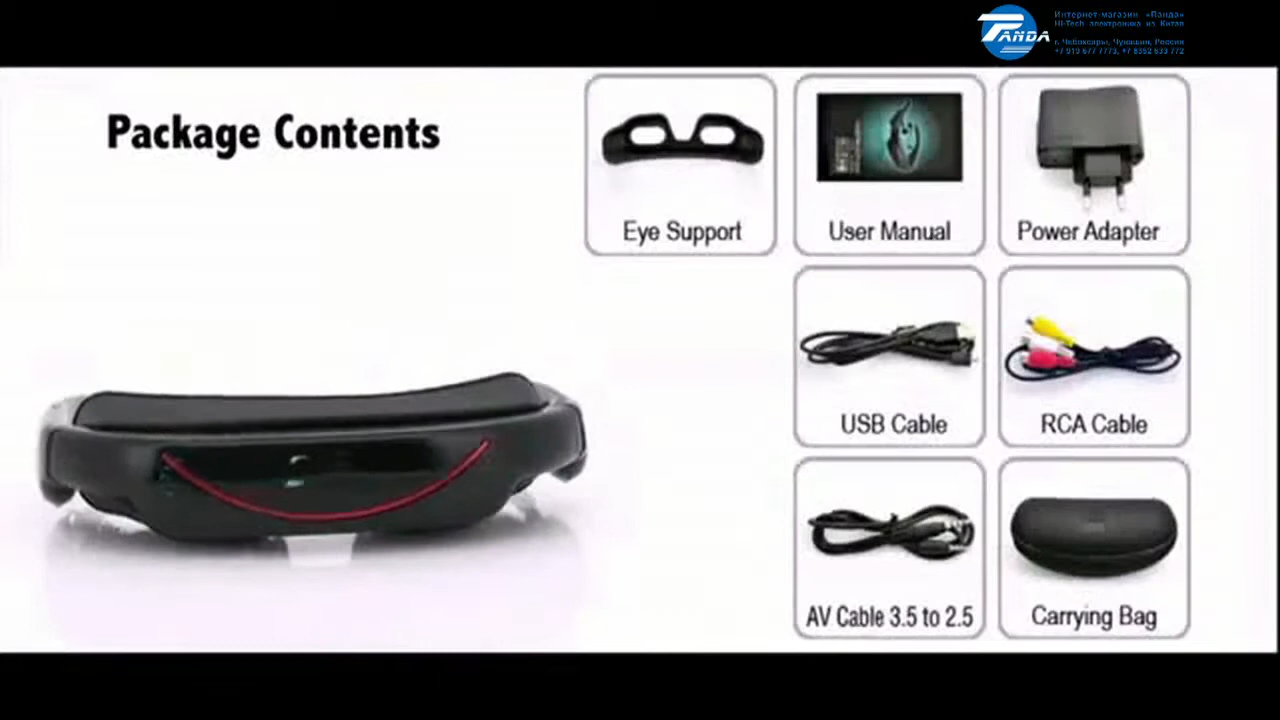 PANDA
Интернет-магазин «Панда»
Hi-Tech электроника из Китая
г. Чебоксары, Чувашия, Россия
Package Contents
Eye Support
User Manual
Power Adapter
USB Cable
RCA Cable
AV Cable 3.5 to 2.5
Carrying Bag